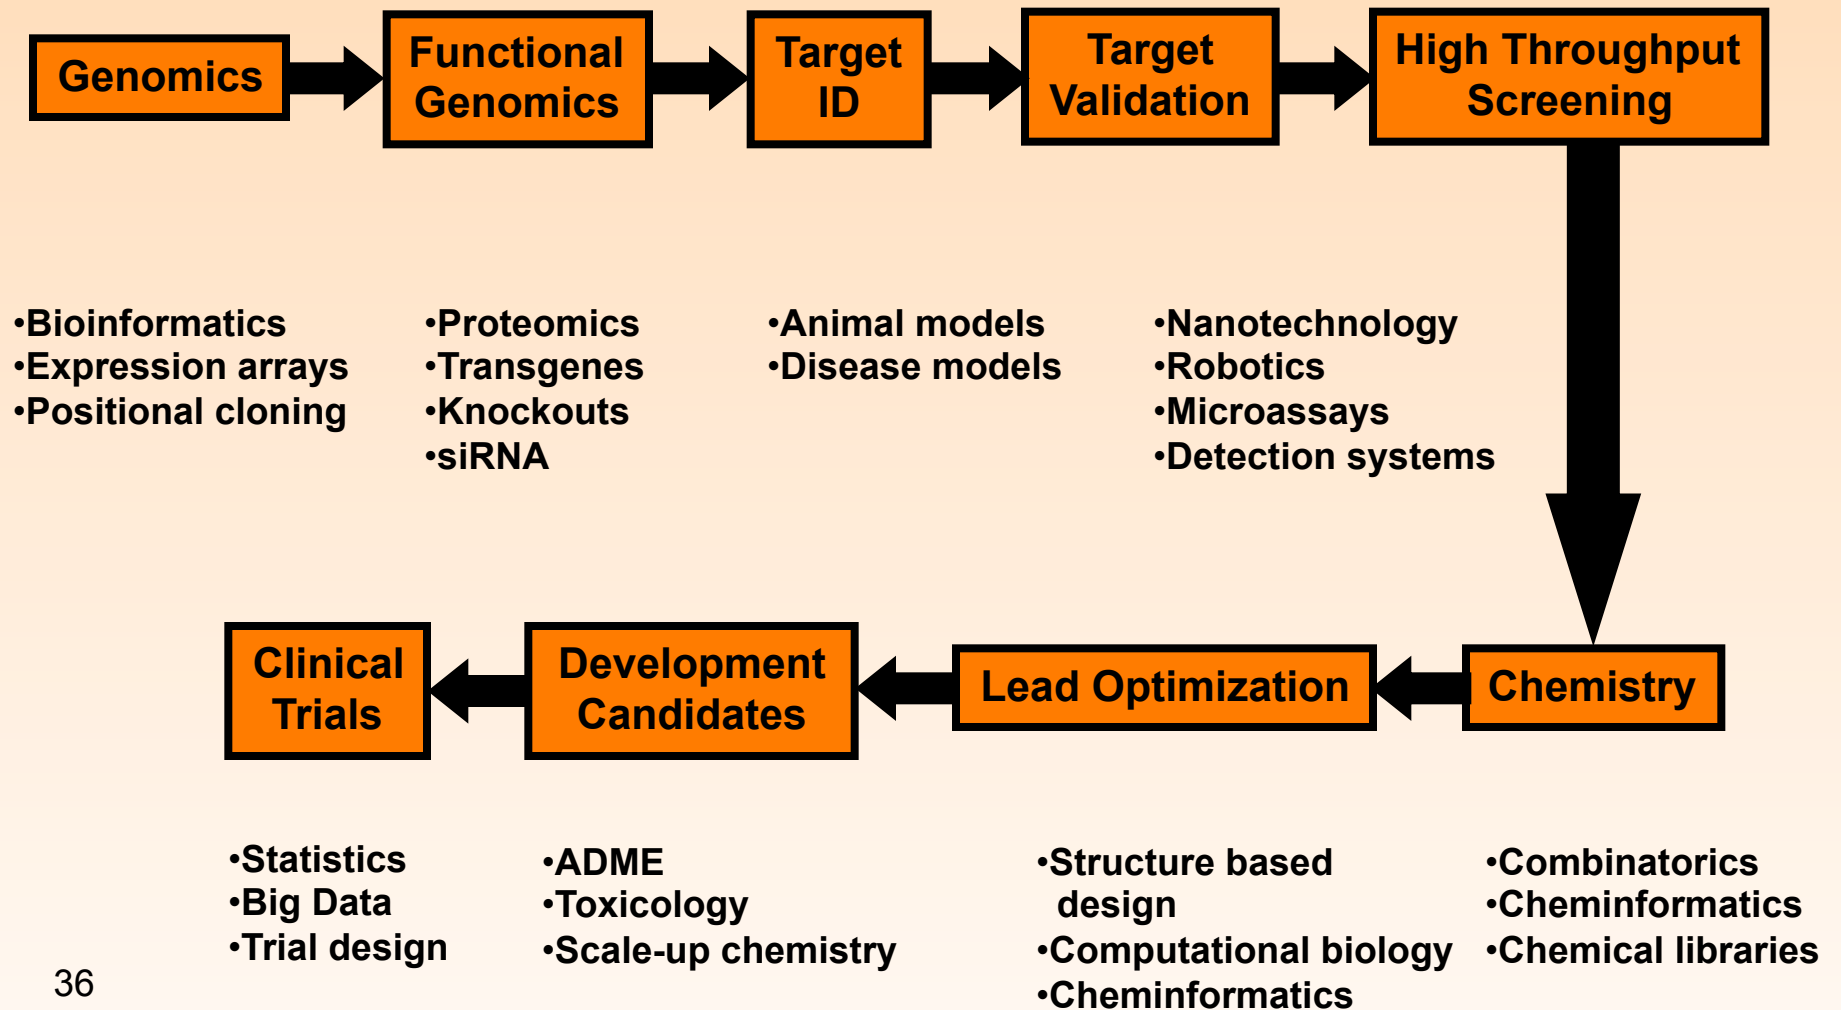 Genomics
Functional
Genomics
Target
ID
Target
Validation
High Throughput
Screening
•Bioinformatics
•Expression arrays
•Positional cloning
•Proteomics
•Transgenes
•Knockouts
•siRNA
•Animal models
•Disease models
•Nanotechnology
•Robotics
•Microassays
•Detection systems
Clinical
Trials
Development
Candidates
Lead Optimization
Chemistry
•Statistics
•Big Data
•Trial design
•ADME
•Toxicology
•Scale-up chemistry
•Structure based
design
•Computational biology
•Cheminformatics
•Combinatorics
•Cheminformatics
•Chemical libraries
36